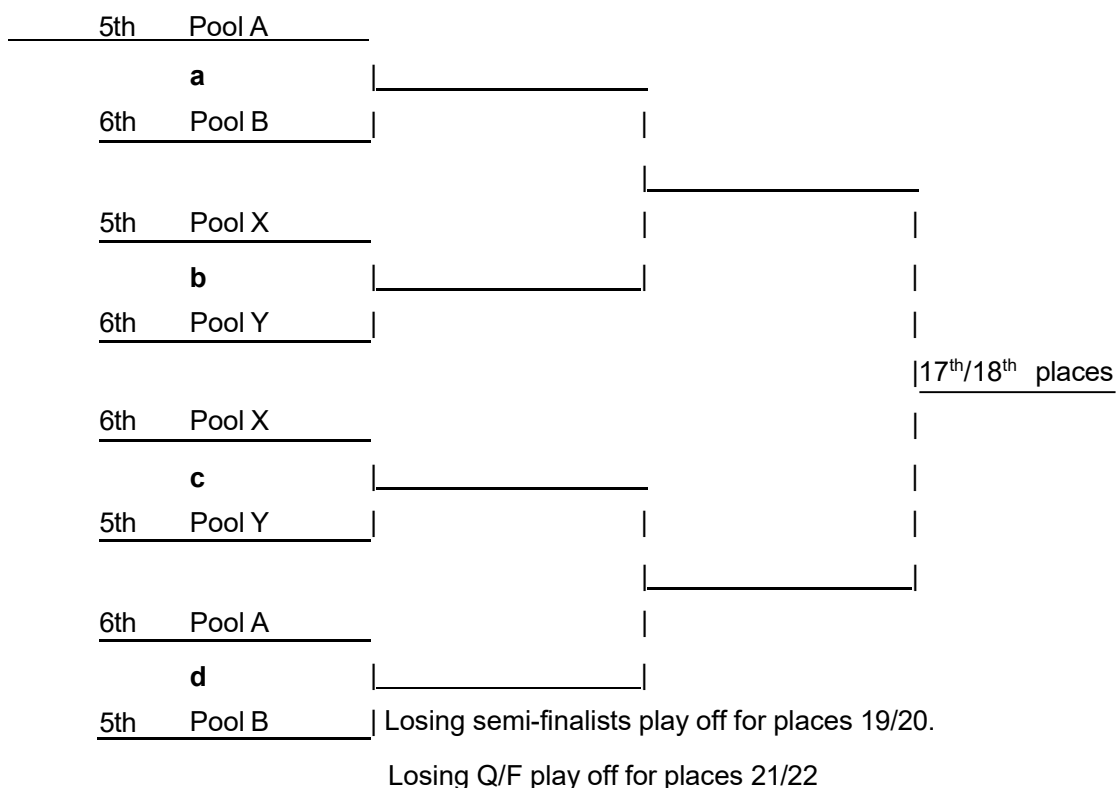 5th Pool A
a
6th Pool B
5th Pool X
b
6th Pool Y
17th/18th places
6th Pool X
c
5th Pool Y
6th Pool A
d
5th Pool B
Losing semi-finalists play off for places 19/20.
Losing Q/F play off for places 21/22